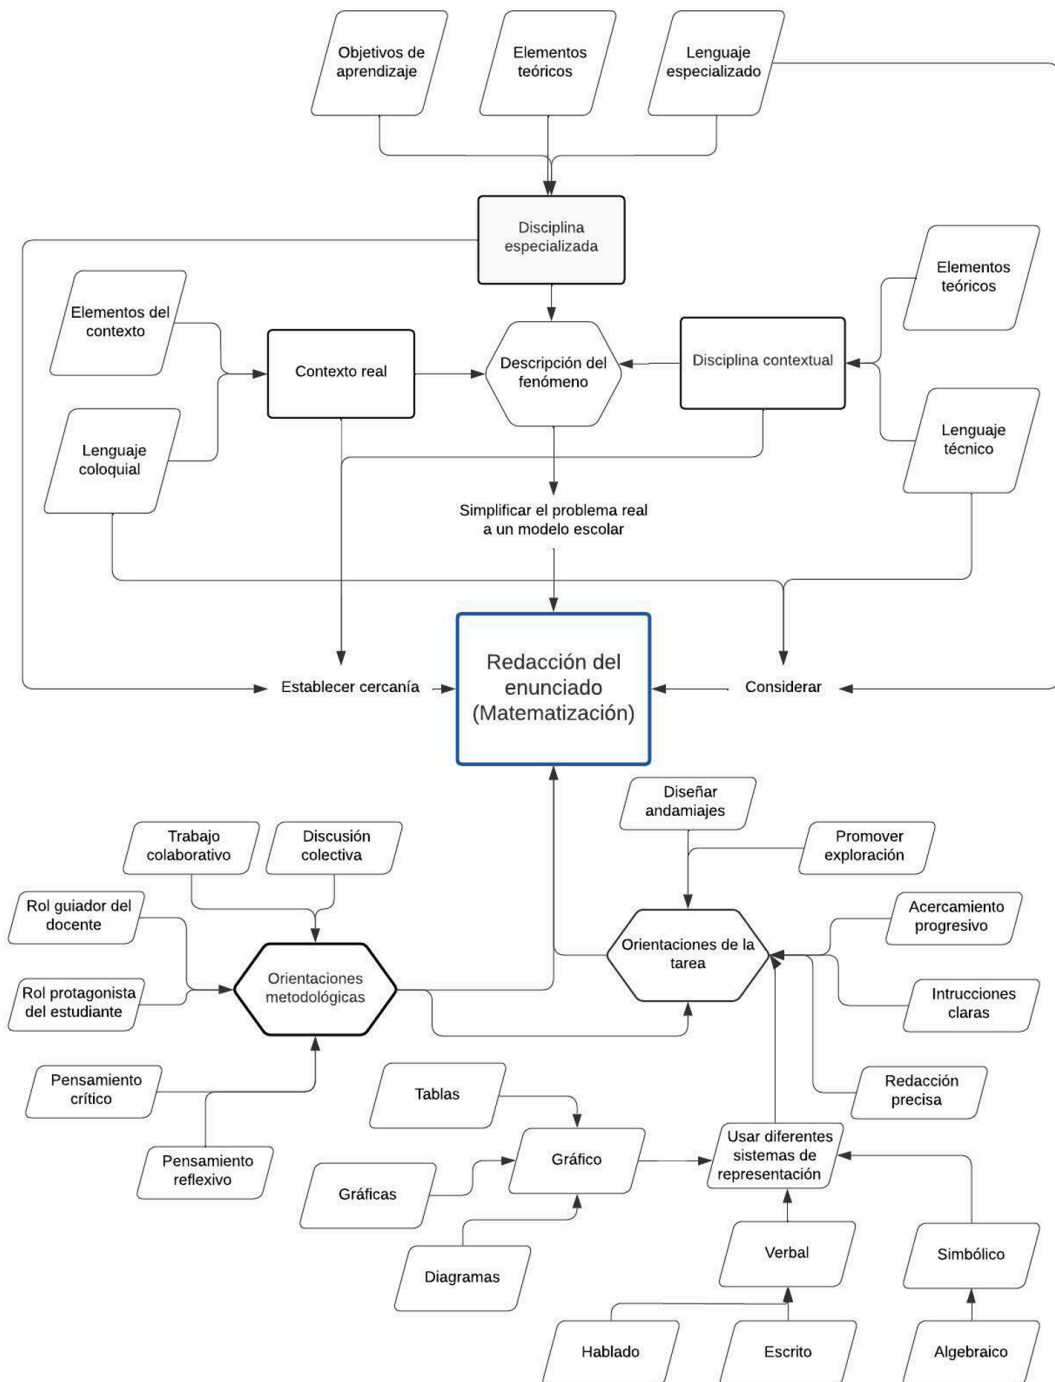 Objetivos de
aprendizaje
Elementos
teóricos
Lenguaje
especializado
Disciplina
especializada
Elementos
teóricos
Elementos del
contexto
Contexto real
Descripción del
fenómeno
Disciplina contextual
Lenguaje
coloquial
Lenguaje
técnico
Simplificar el problema real
a un modelo escolar
Redacción del
enunciado
(Matematización)
Establecer cercanía
Considerar
Diseñar
andamiajes
Trabajo
colaborativo
Discusión
colectiva
Promover
exploración
Rol guiador del
docente
Acercamiento
progresivo
Orientaciones
metodológicas
Orientaciones de la
tarea
Rol protagonista
del estudiante
Intrucciones
claras
Pensamiento
crítico
Tablas
Redacción
precisa
Pensamiento
reflexivo
Gráfico
Usar diferentes
sistemas de
representación
Gráficas
Diagramas
Verbal
Simbólico
Hablado
Escrito
Algebraico